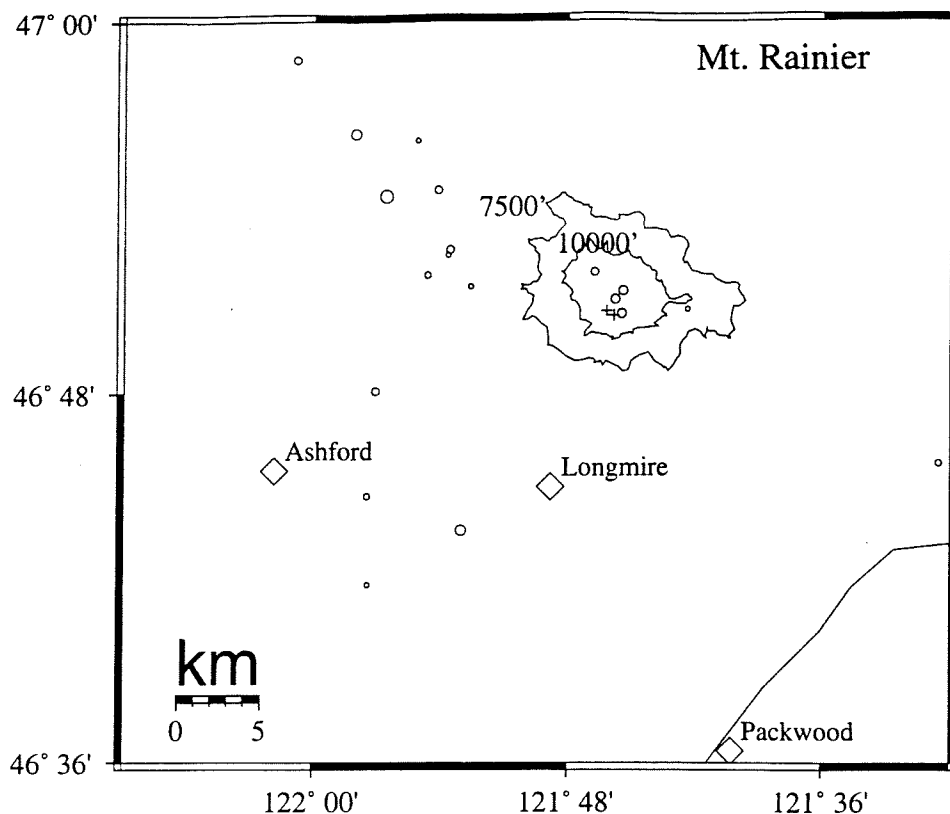 47° 00'
Mt. Rainier
7500'
10000'
46° 48'
Ashford
Longmire
km
0 5
Packwood
46° 36'
122° 00' 121° 48' 121° 36'